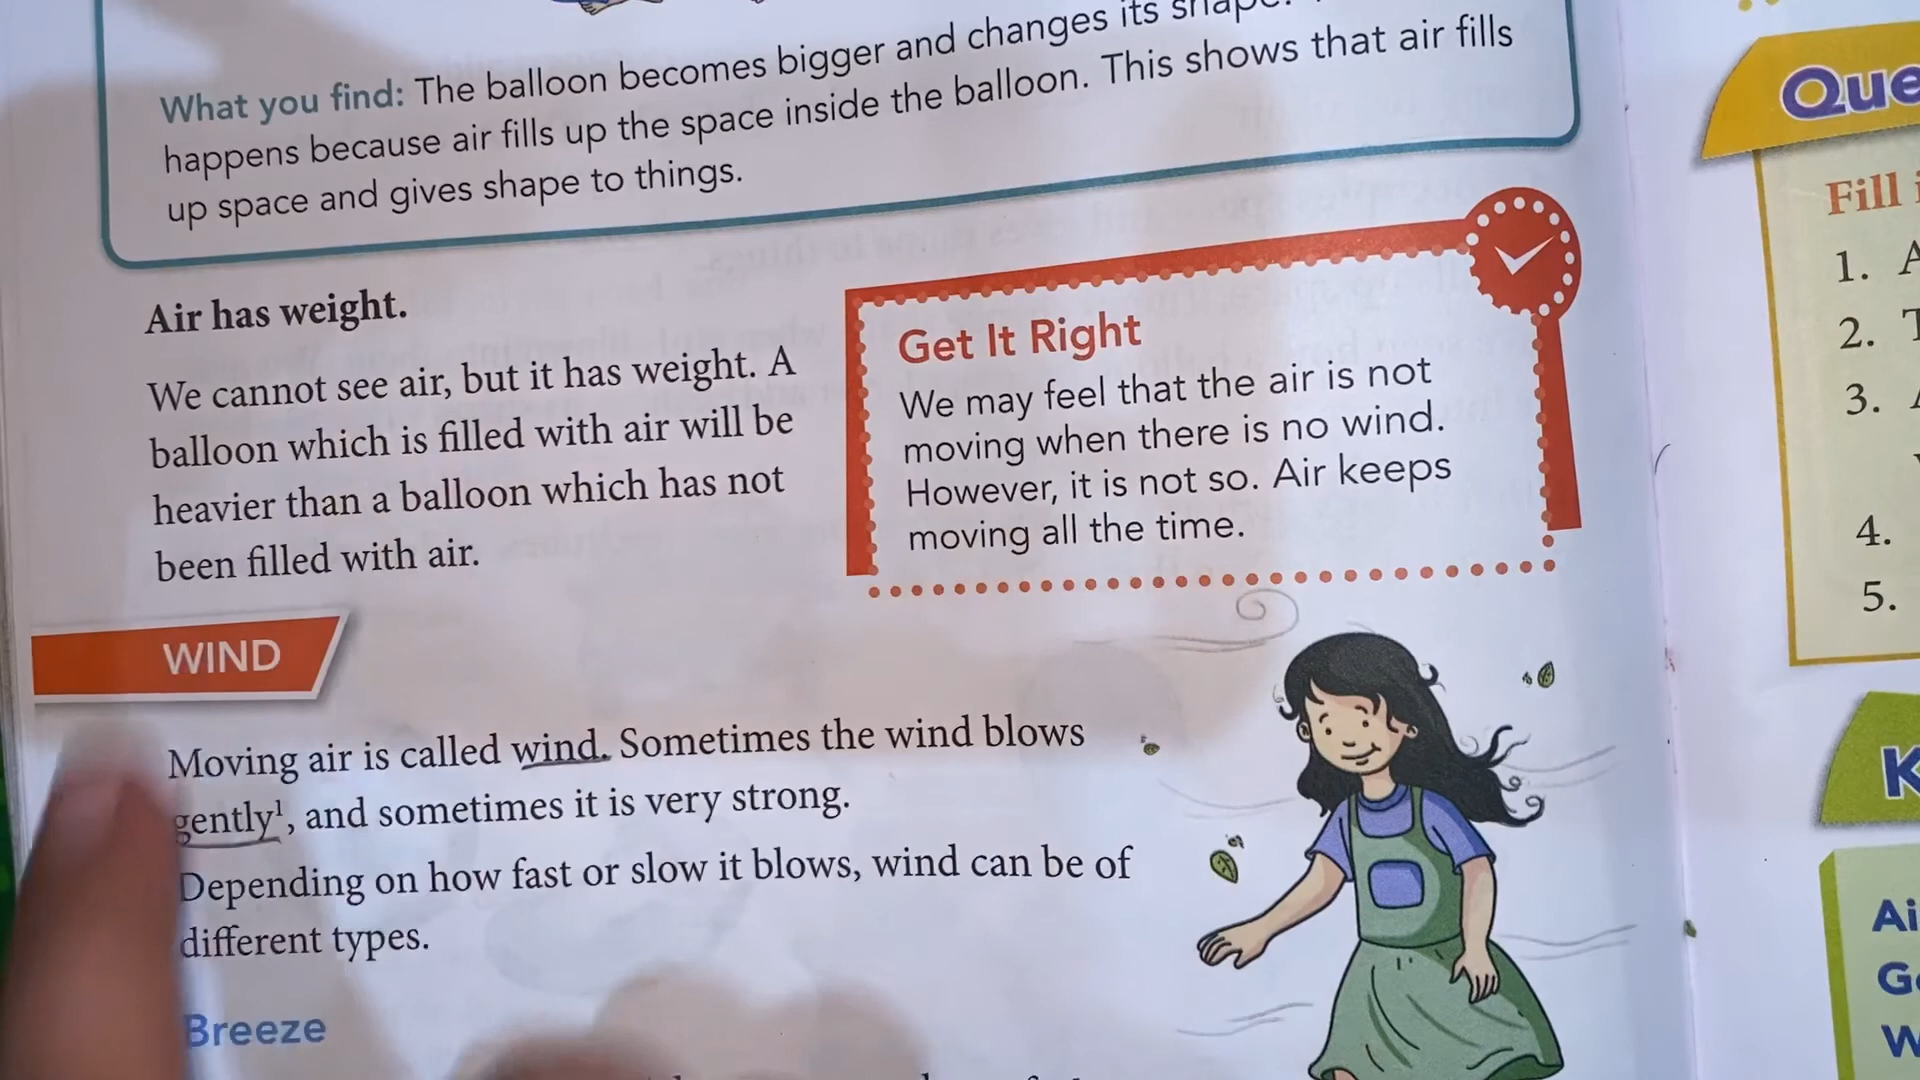 What you find: The balloon becomes bigger and changes its
happens because air fills up the space inside the balloon. This shows that air fills
up space and gives shape to things.
Air has weight.
We cannot see air, but it has weight. A
balloon which is filled with air will be
heavier than a balloon which has not
been filled with air.
Get It Right
We may feel that the air is not
moving when there is no wind.
However, it is not so. Air keeps
moving all the time.
WIND
Moving air is called wind. Sometimes the wind blows
gently¹, and sometimes it is very strong.
Depending on how fast or slow it blows, wind can be of
different types.
Breeze
Fill
1.
2.
3.
4.
5.